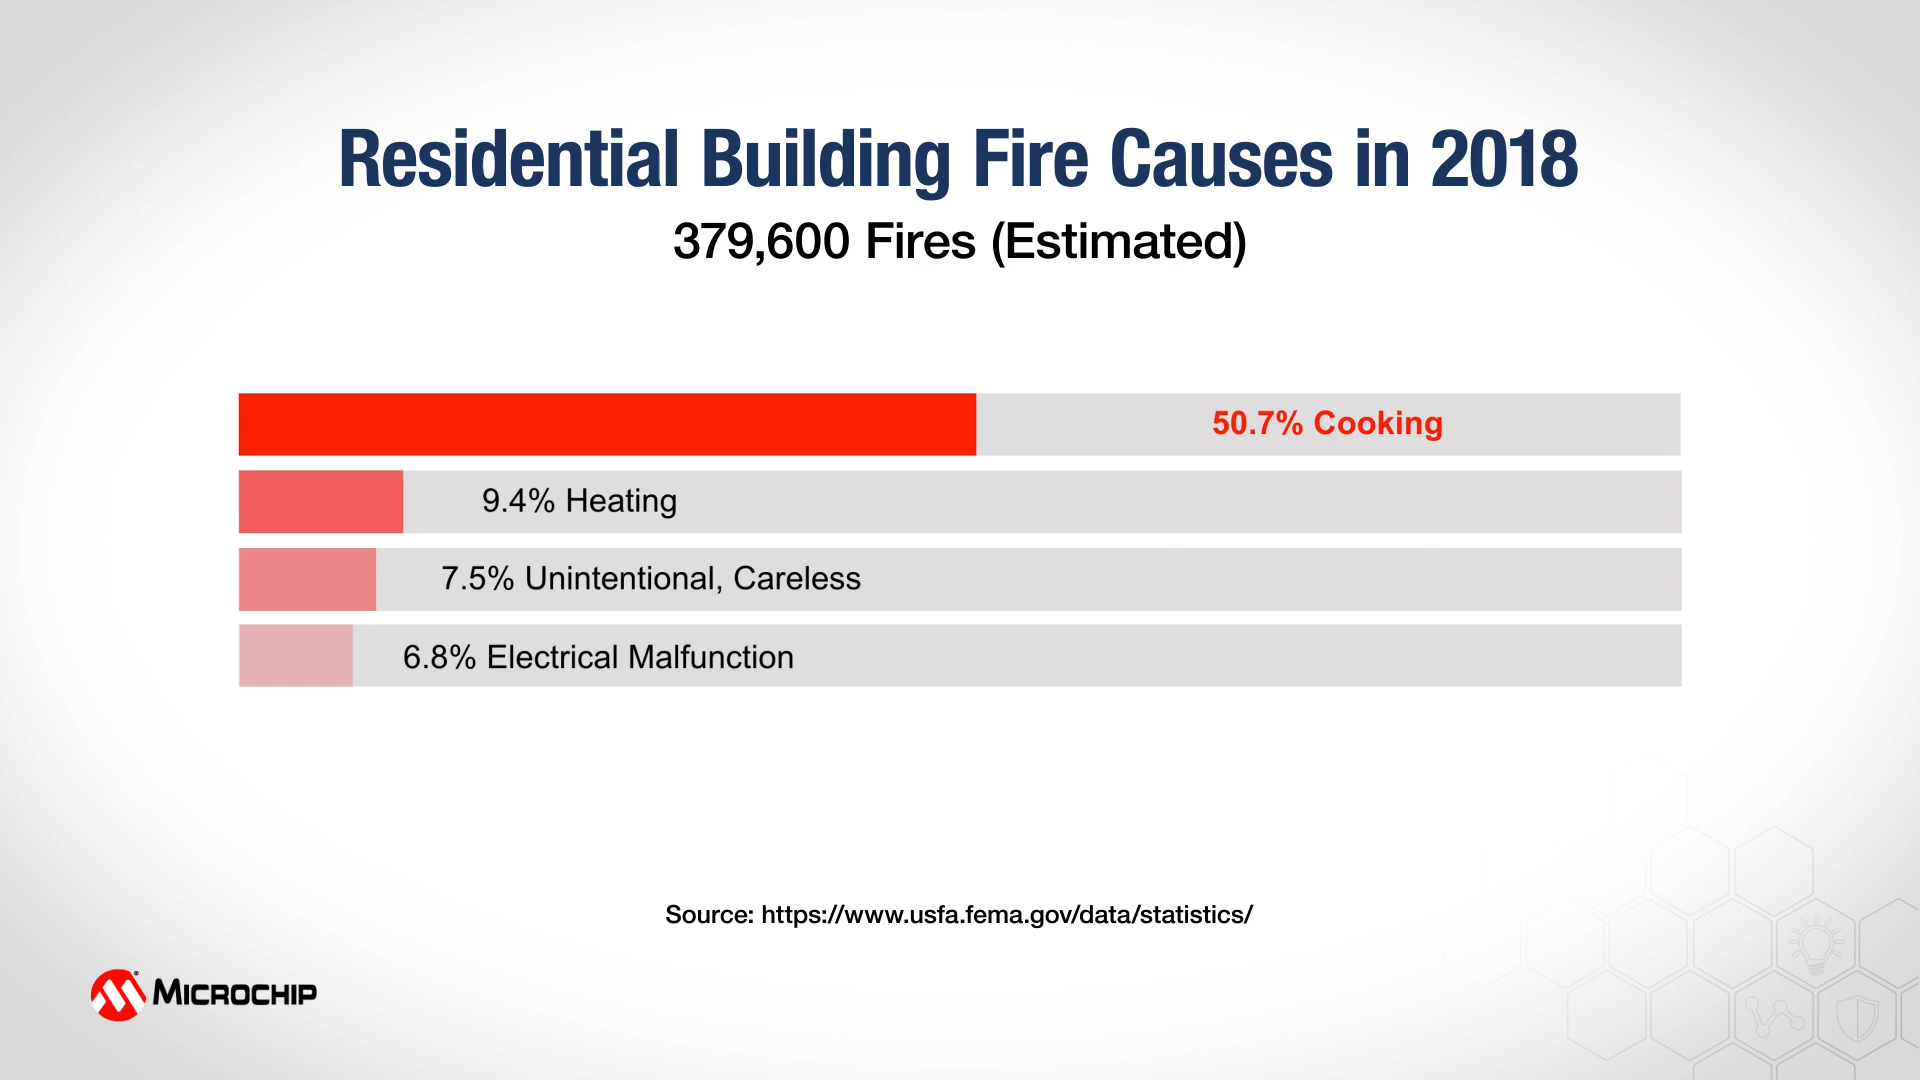 Residential Building Fire Causes in 2018
379,600 Fires (Estimated)
50.7% Cooking
9.4% Heating
7.5% Unintentional, Careless
6.8% Electrical Malfunction
Source: https://www.usfa.fema.gov/data/statistics/
MICROCHIP